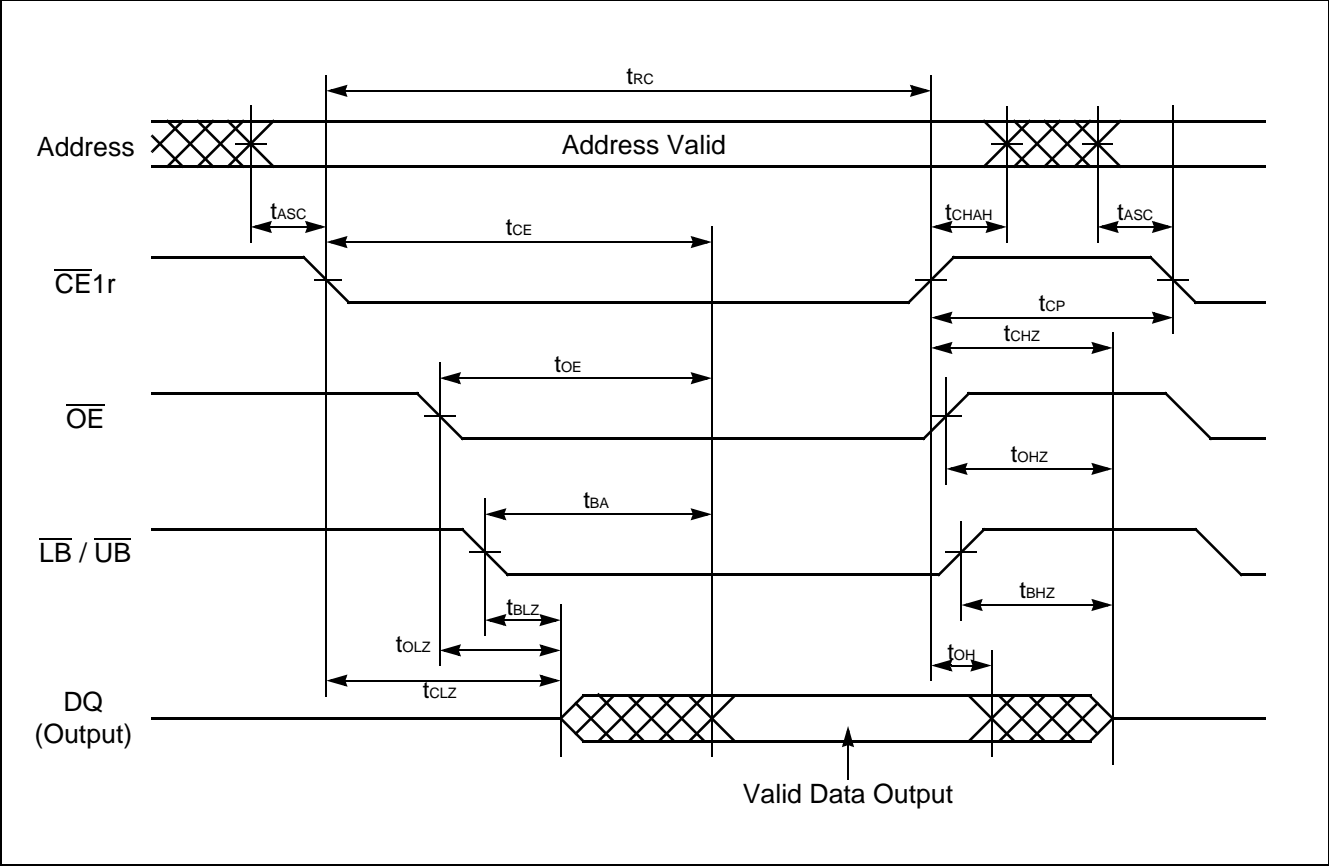 tRC
Address
Address Valid
tASC
tCE
tCHAH
tASC
CE1r
tCP
tCHZ
tOE
OE
tOHZ
tBA
LB / UB
tBHZ
tBLZ
tOLZ
tOH
tCLZ
DQ
(Output)
Valid Data Output